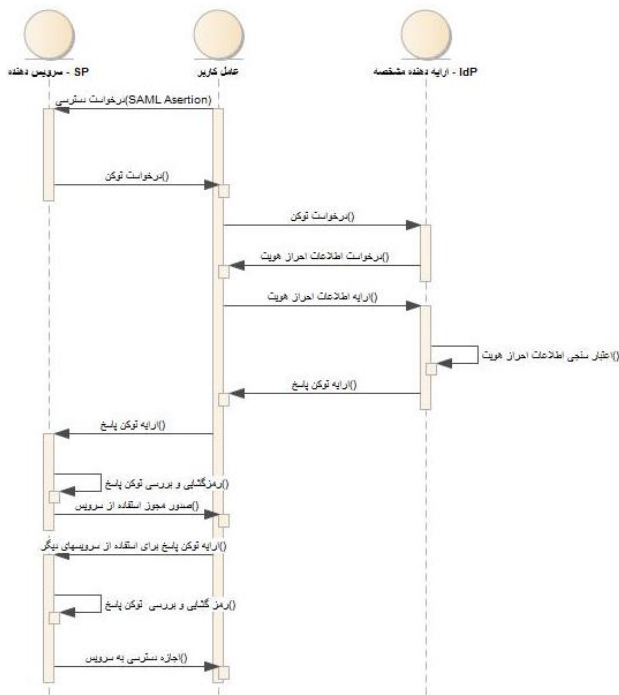 سرویس دهنده - SP
عامل کاربر
ارایه دهنده مشخصه - IdP
درخواست دسترسی(SAML Asertion)
درخواست توکن()
درخواست توکن()
درخواست اطلاعات احراز هویت()
ارایه اطلاعات احراز هویت()
اعتبار سنجی اطلاعات احراز هویت()
ارایه توکن پاسخ()
ارایه توکن پاسخ()
رمزگشایی و بررسی توکن پاسخ()
صدور مجوز استفاده از سرویس()
ارایه توکن پاسخ برای استفاده از سرویسهای دیگر()
رمز گشایی و بررسی توکن پاسخ()
اجازه دسترسی به سرویس()